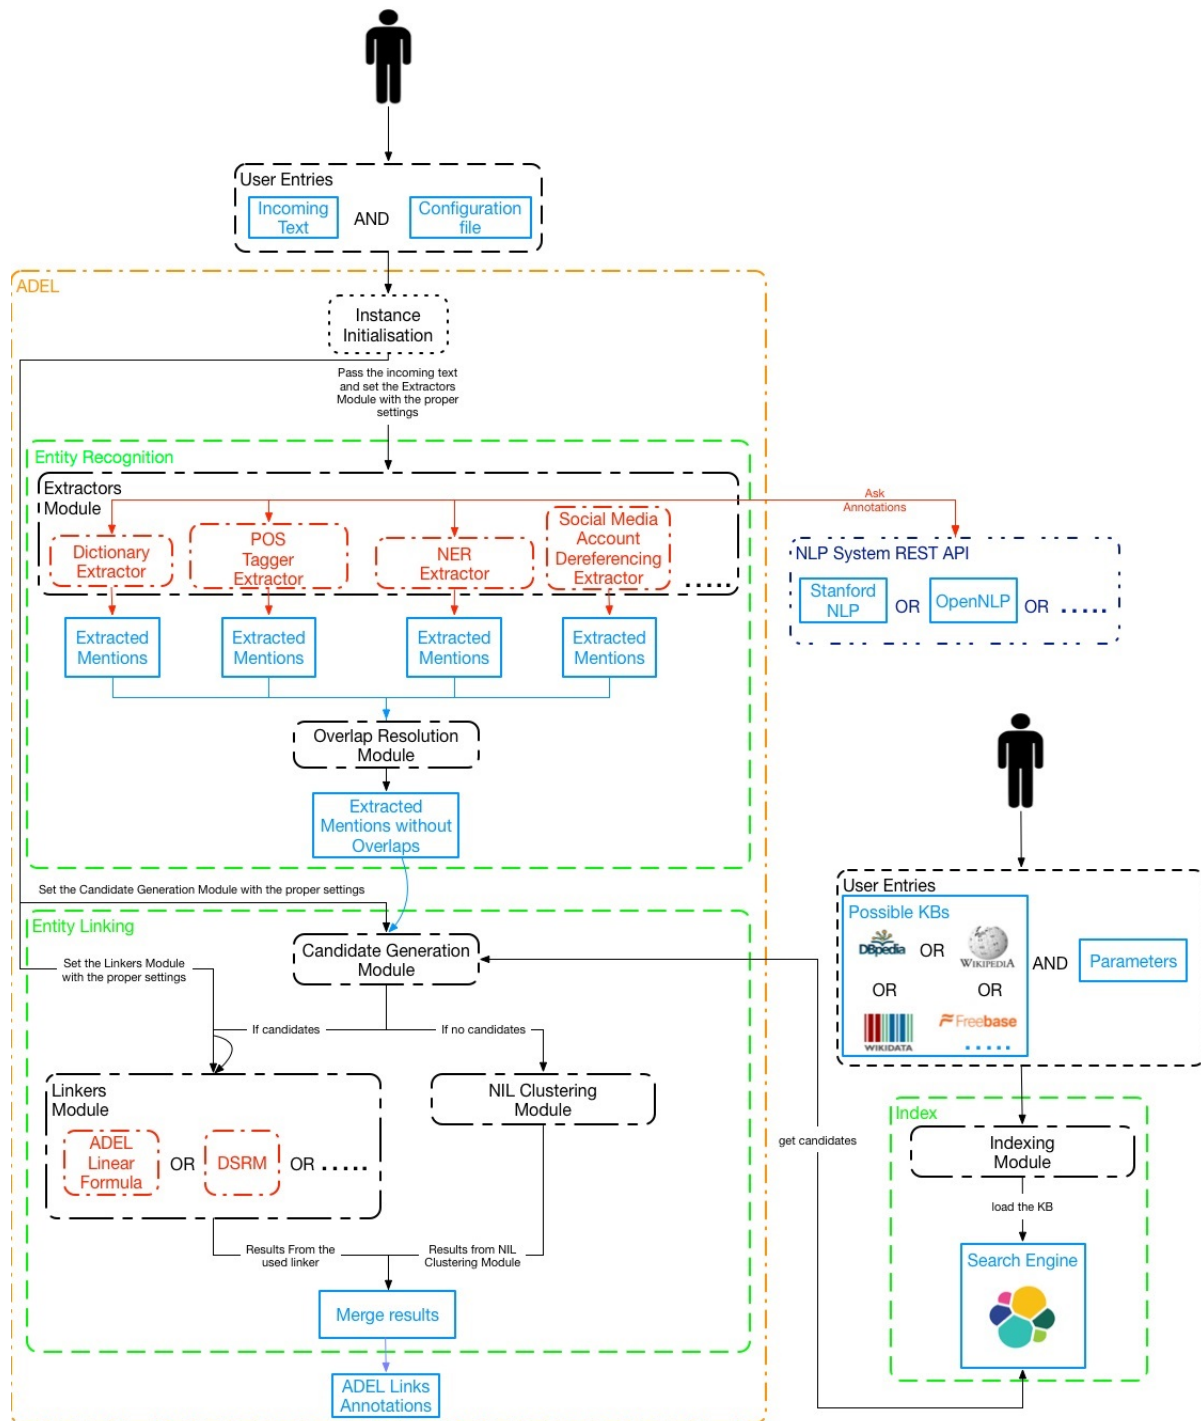 User Entries
Incoming
Text
AND
Configuration
file
ADEL
Instance
Initialisation
Pass the incoming text
and set the Extractors
Module with the proper
settings
Entity Recognition
Extractors
Module
Ask
Annotations
Dictionary
Extractor
POS
Tagger
Extractor
NER
Extractor
Social Media
Account
Dereferencing
Extractor
.....
NLP System REST API
Stanford
NLP
OR
OpenNLP
OR
.....
Extracted
Mentions
Extracted
Mentions
Extracted
Mentions
Extracted
Mentions
Overlap Resolution
Module
Extracted
Mentions without
Overlaps
Set the Candidate Generation Module with the proper settings
Entity Linking
Candidate Generation
Module
Set the Linkers Module
with the proper settings
If candidates
If no candidates
Linkers
Module
ADEL
Linear
Formula
OR
DSRM
OR
.....
NIL Clustering
Module
Results From the
used linker
Results from NIL
Clustering Module
Merge results
ADEL Links
Annotations
User Entries
Possible KBs
DBpedia
OR
WIKIPEDIA
OR
OR
WIKIDATA
Freebase
.....
AND
Parameters
Index
Indexing
Module
get candidates
load the KB
Search Engine